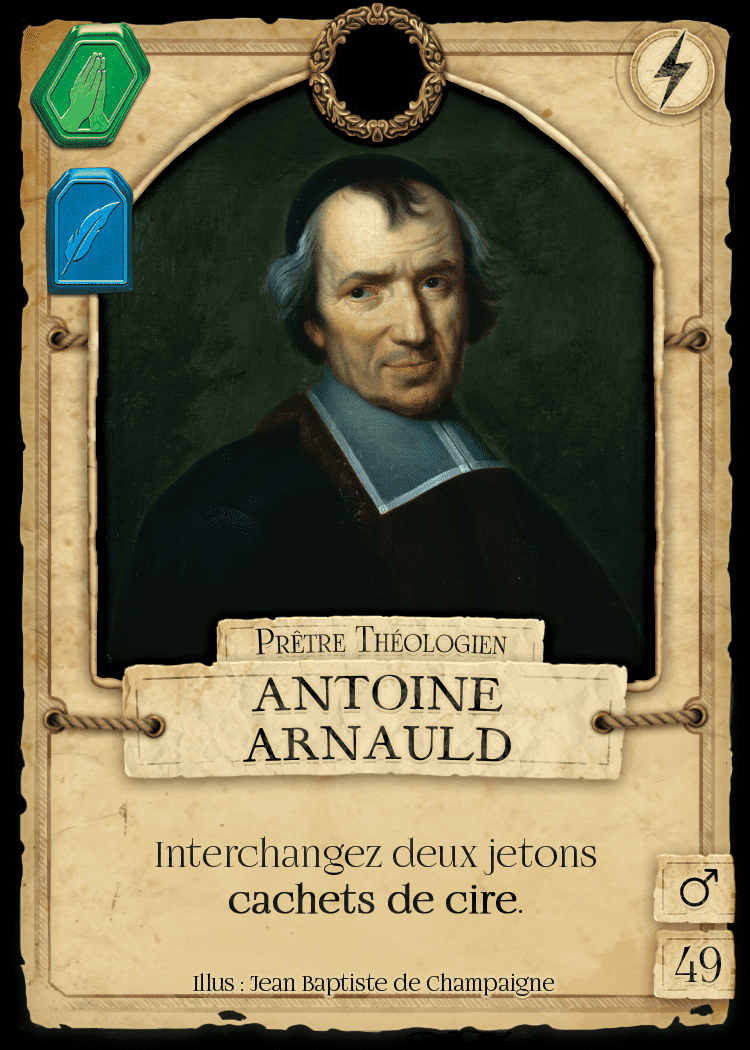 Prêtre Théologien
ANTOINE
ARNAULD
Interchangez deux jetons
cachets de cire.
49
Illus : Jean Baptiste de Champaigne